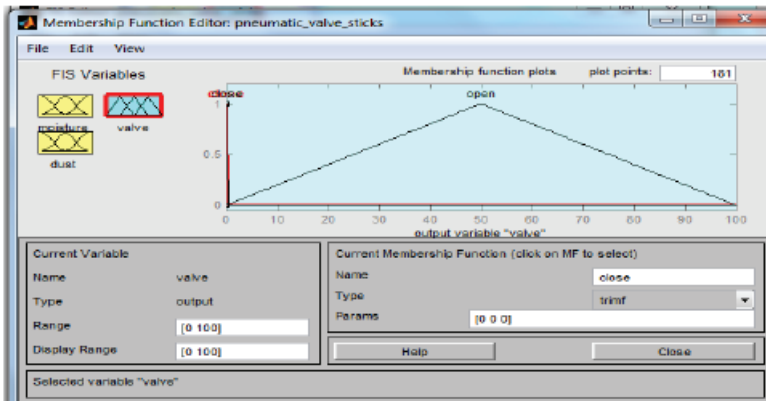 Membership Function Editor: pneumatic_valve_sticks
File Edit View
FIS Variables
Membership function plots plot points: 181
close open
moisture valve
dust
1
0.5
0
0 10 20 30 40 50 60 70 80 90 100
output variable "valve"
Current Variable
Name valve
Type output
Range [0 100]
Display Range [0 100]
Current Membership Function (click on MF to select)
Name close
Type trimf
Params [0 0 0]
Help Close
Selected variable "valve"